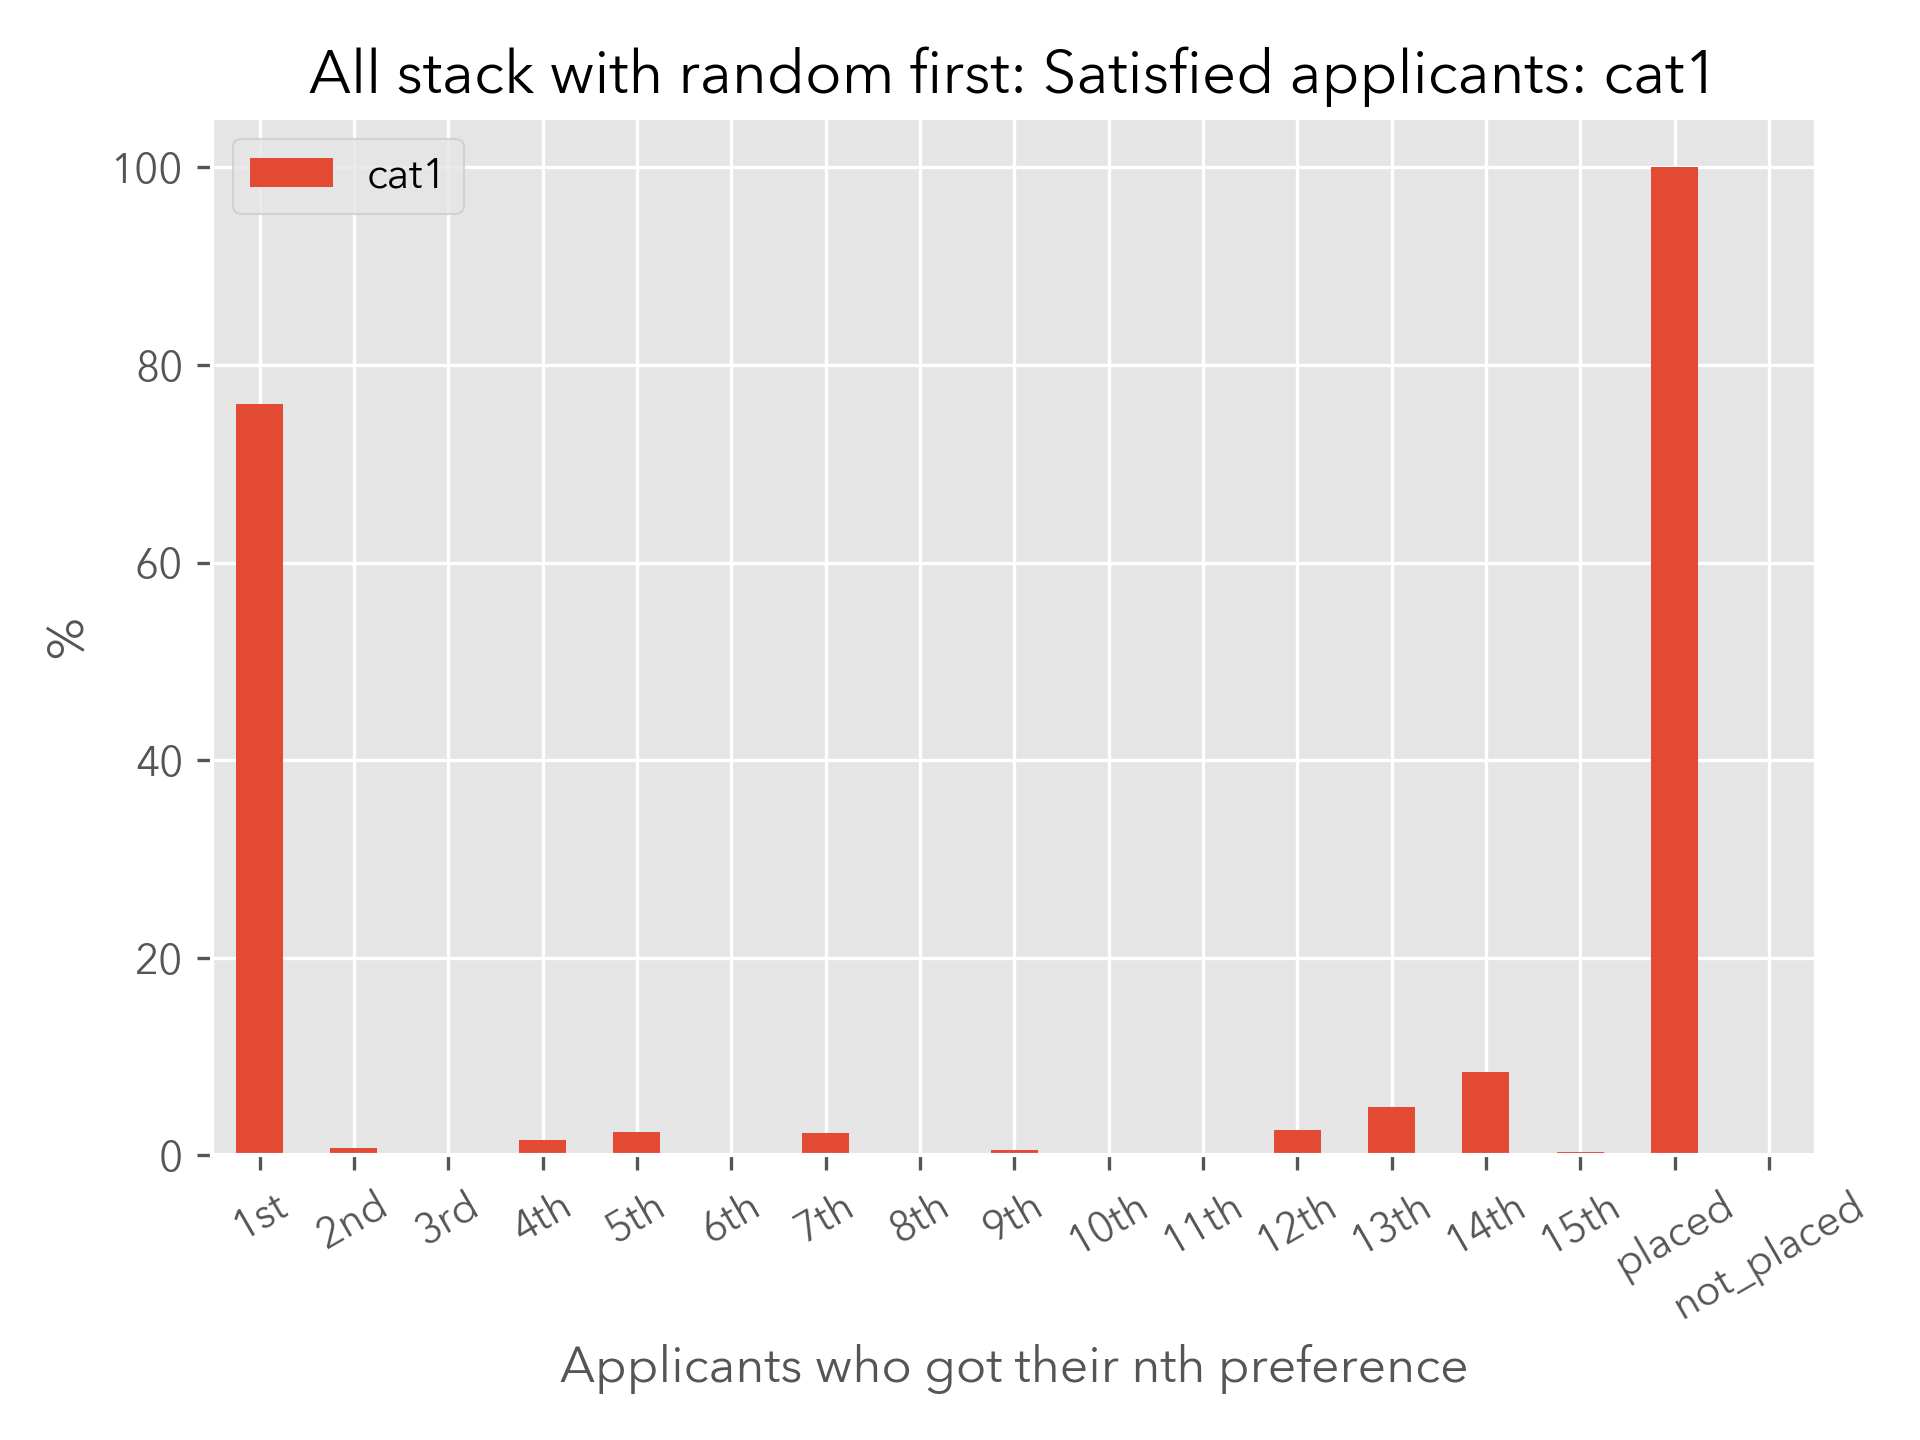 All stack with random first: Satisfied applicants: cat1
cat1
100
80
60
40
20
0
%
1st 2nd 3rd 4th 5th 6th 7th 8th 9th 10th 11th 12th 13th 14th 15th placed not_placed
Applicants who got their nth preference